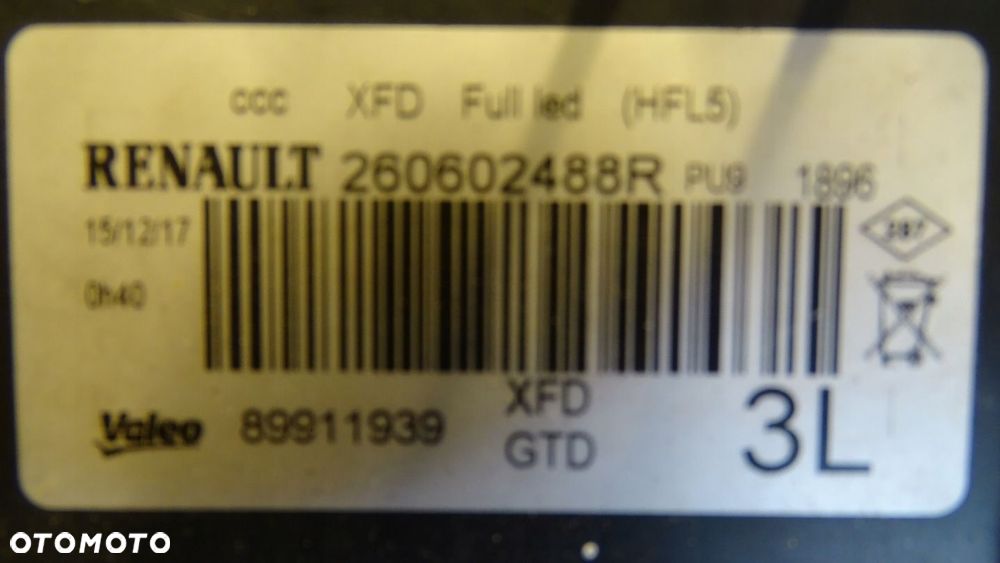 ccc XFD Full led (HFL5)
RENAULT 260602488R PU9 1896
15/12/17
0h40
Valeo 89911939
XFD
GTD
3L
OTOMOTO